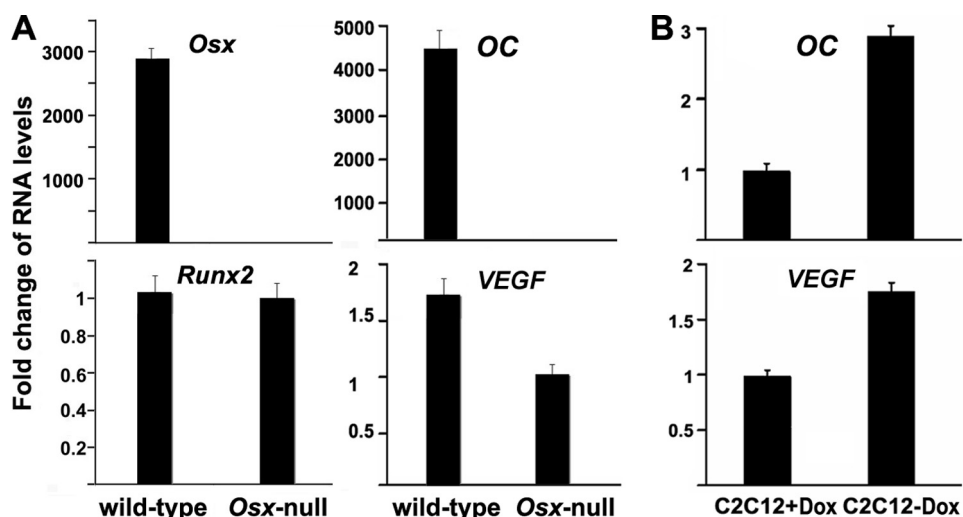 A
Fold change of RNA levels
Osx
3000
2000
1000
OC
5000
4000
3000
2000
1000
Runx2
1
0.8
0.6
0.4
0.2
wild-type Osx-null
VEGF
2
1.5
1
0.5
wild-type Osx-null
B
OC
3
2
1
VEGF
2
1.5
1
0.5
C2C12+Dox C2C12-Dox